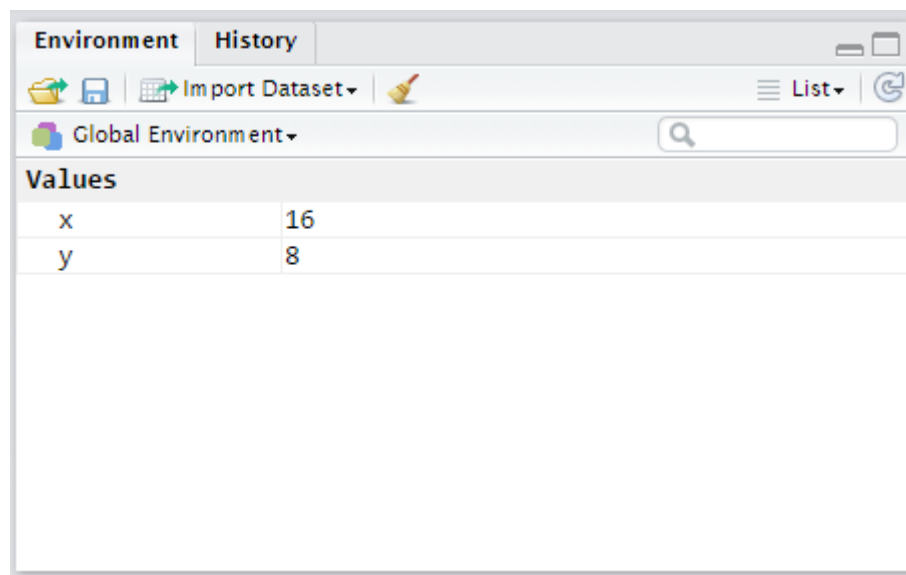 Environment History
Import Dataset List
Global Environment
Values
x 16
y 8